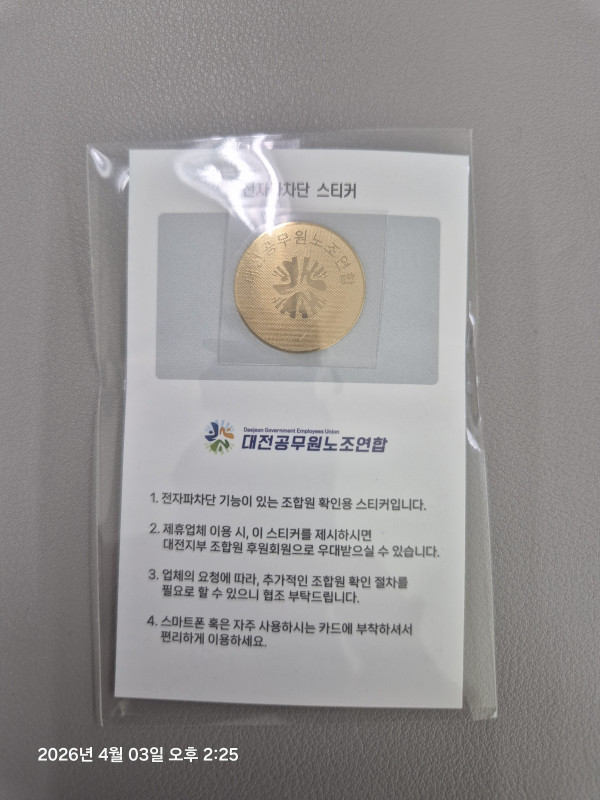 전자파차단 스티커
대전공무원노조연합
Daejeon Government Employees Union
대전공무원노조연합
1. 전자파차단 기능이 있는 조합원 확인용 스티커입니다.
2. 제휴업체 이용 시, 이 스티커를 제시하시면
대전지부 조합원 후원회원으로 우대받으실 수 있습니다.
3. 업체의 요청에 따라, 추가적인 조합원 확인 절차를
필요로 할 수 있으니 협조 부탁드립니다.
4. 스마트폰 혹은 자주 사용하시는 카드에 부착하셔서
편리하게 이용하세요.
2026년 4월 03일 오후 2:25